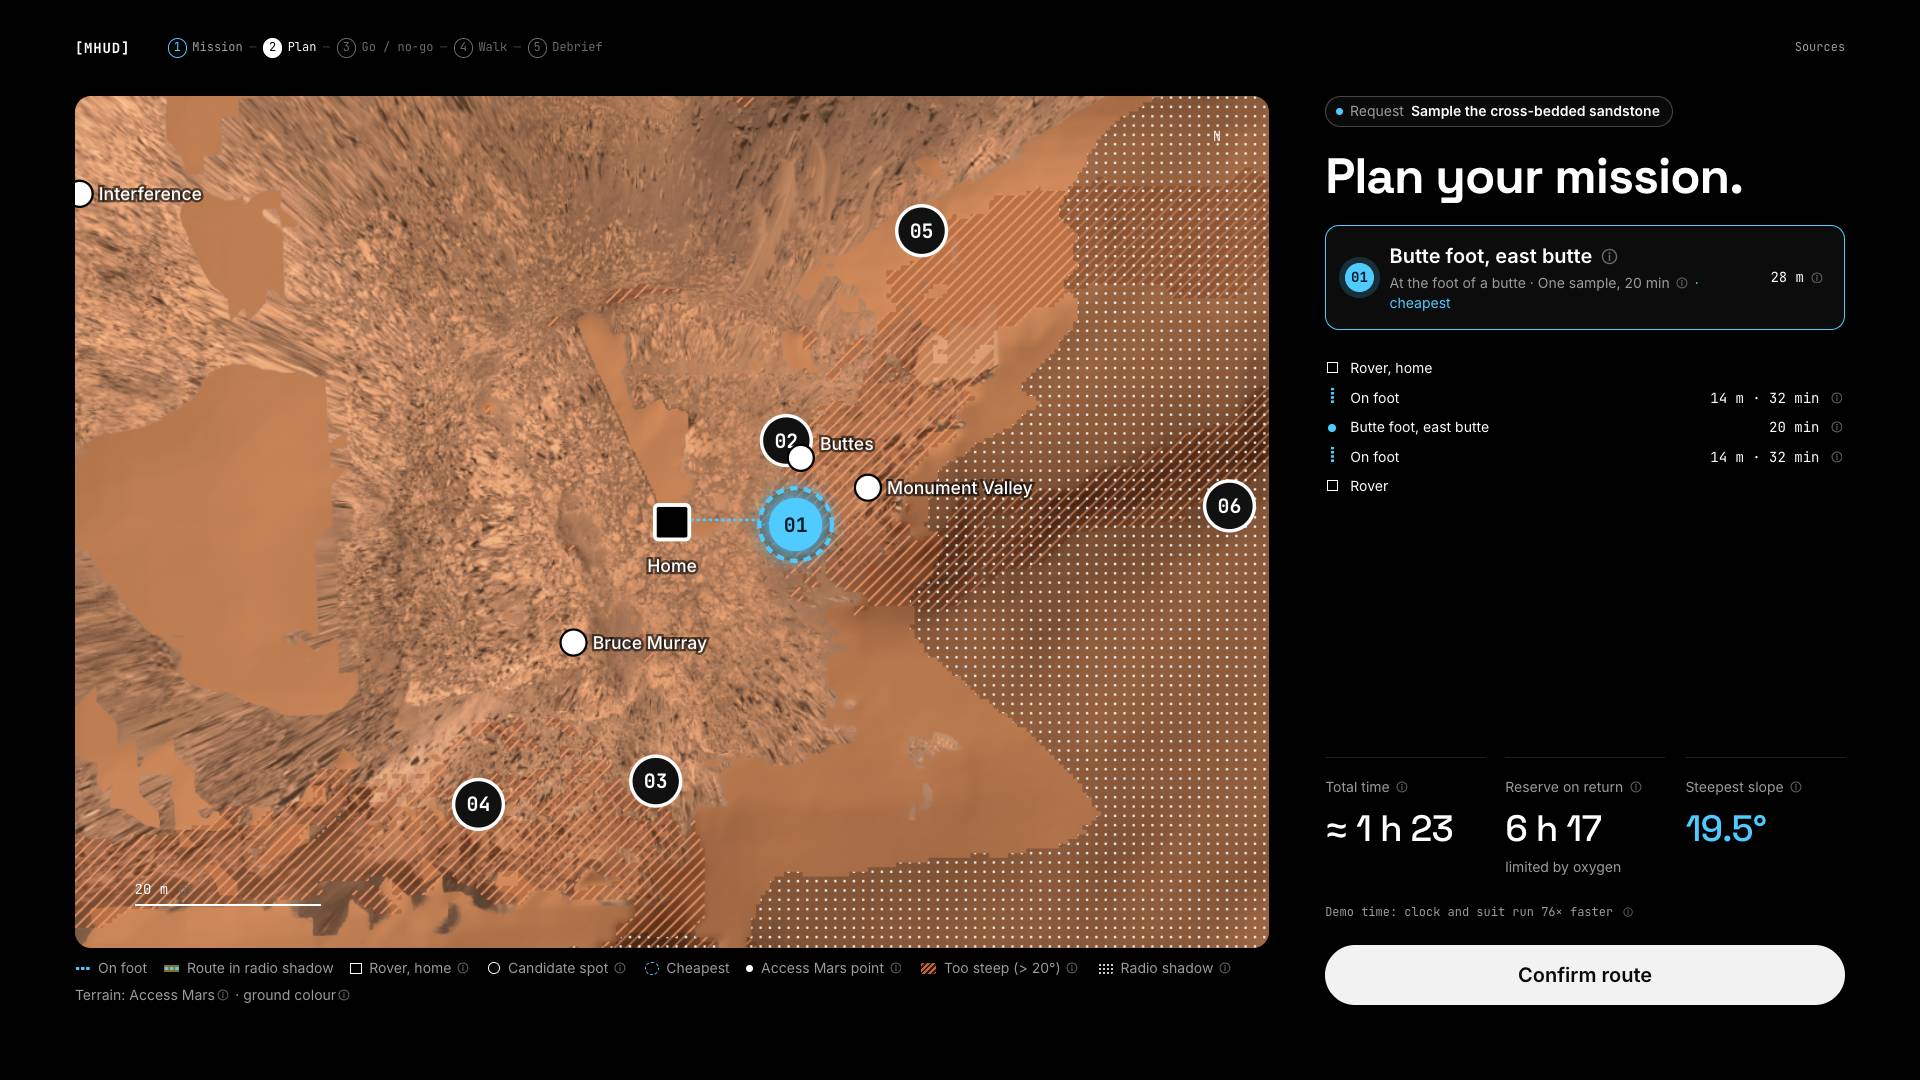 [MHUD]
1 Mission — 2 Plan — 3 Go / no-go — 4 Walk — 5 Debrief
Sources
N
Interference
05
02
Buttes
Monument Valley
01
06
Home
Bruce Murray
03
04
20 m
On foot
Route in radio shadow
Rover, home
Candidate spot
Cheapest
Access Mars point
Too steep (> 20°)
Radio shadow
Terrain: Access Mars · ground colour
Request Sample the cross-bedded sandstone
Plan your mission.
01
Butte foot, east butte
At the foot of a butte · One sample, 20 min ·
cheapest
28 m
Rover, home
On foot 14 m · 32 min
Butte foot, east butte 20 min
On foot 14 m · 32 min
Rover
Total time
≈ 1 h 23
Reserve on return
6 h 17
limited by oxygen
Steepest slope
19.5°
Demo time: clock and suit run 76× faster
Confirm route